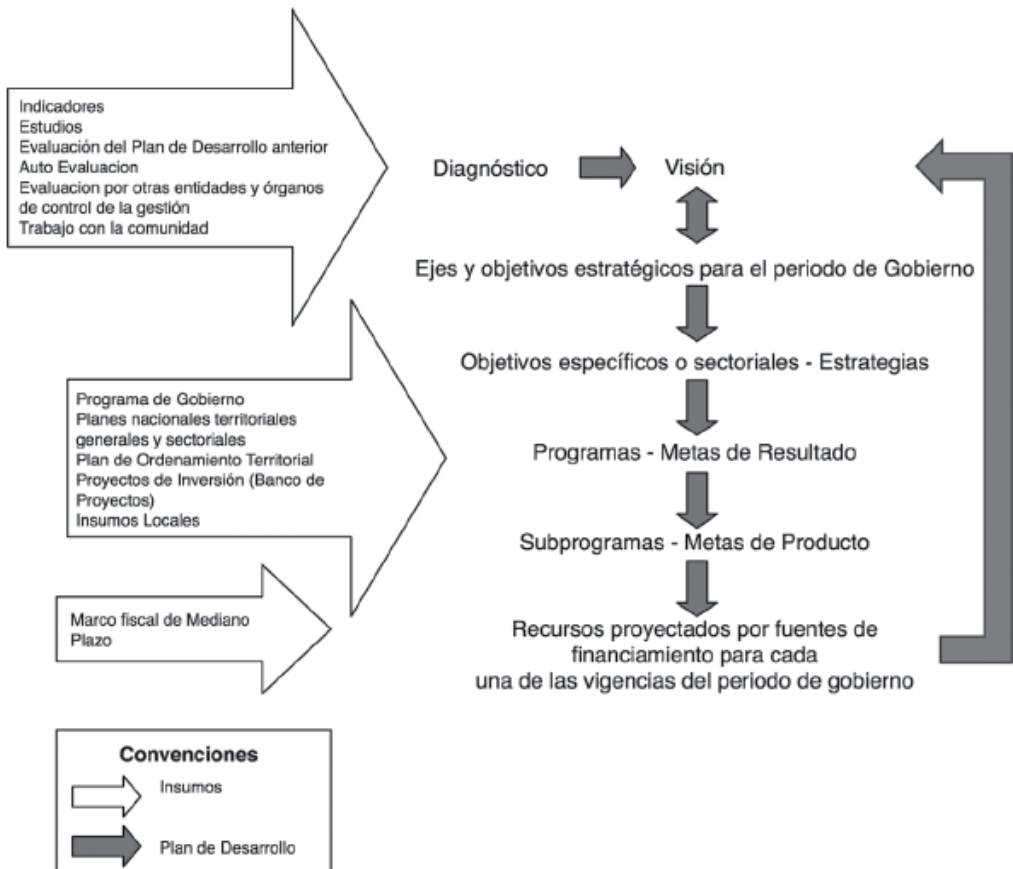 Indicadores
Estudios
Evaluación del Plan de Desarrollo anterior
Auto Evaluacion
Evaluacion por otras entidades y órganos
de control de la gestión
Trabajo con la comunidad
Diagnóstico
Visión
Ejes y objetivos estratégicos para el periodo de Gobierno
Objetivos específicos o sectoriales - Estrategias
Programa de Gobierno
Planes nacionales territoriales
generales y sectoriales
Plan de Ordenamiento Territorial
Proyectos de Inversión (Banco de
Proyectos)
Insumos Locales
Programas - Metas de Resultado
Subprogramas - Metas de Producto
Marco fiscal de Mediano
Plazo
Recursos proyectados por fuentes de
financiamiento para cada
una de las vigencias del periodo de gobierno
Convenciones
Insumos
Plan de Desarrollo